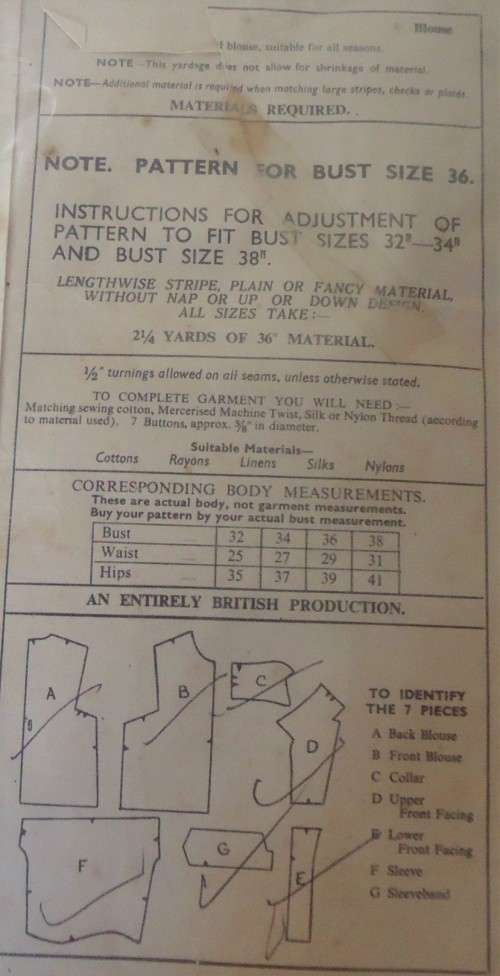 Blouse
blouse, suitable for all seasons.
NOTE—This yardage does not allow for shrinkage of material.
NOTE—Additional material is required when matching large stripes, checks or plaids.
MATERIALS REQUIRED.
NOTE. PATTERN FOR BUST SIZE 36.
INSTRUCTIONS FOR ADJUSTMENT OF
PATTERN TO FIT BUST SIZES 32"—34"
AND BUST SIZE 38".
LENGTHWISE STRIPE, PLAIN OR FANCY MATERIAL,
WITHOUT NAP OR UP OR DOWN DESIGN.
ALL SIZES TAKE :—
2¼ YARDS OF 36" MATERIAL.
½" turnings allowed on all seams, unless otherwise stated.
TO COMPLETE GARMENT YOU WILL NEED :—
Matching sewing cotton, Mercerised Machine Twist, Silk or Nylon Thread (according
to material used). 7 Buttons, approx. ⅜" in diameter.
Suitable Materials—
Cottons Rayons Linens Silks Nylons
CORRESPONDING BODY MEASUREMENTS.
These are actual body, not garment measurements.
Buy your pattern by your actual bust measurement.
Bust 32 34 36 38
Waist 25 27 29 31
Hips 35 37 39 41
AN ENTIRELY BRITISH PRODUCTION.
A
B
C
D
F
G
E
TO IDENTIFY
THE 7 PIECES
A Back Blouse
B Front Blouse
C Collar
D Upper
Front Facing
E Lower
Front Facing
F Sleeve
G Sleeveband